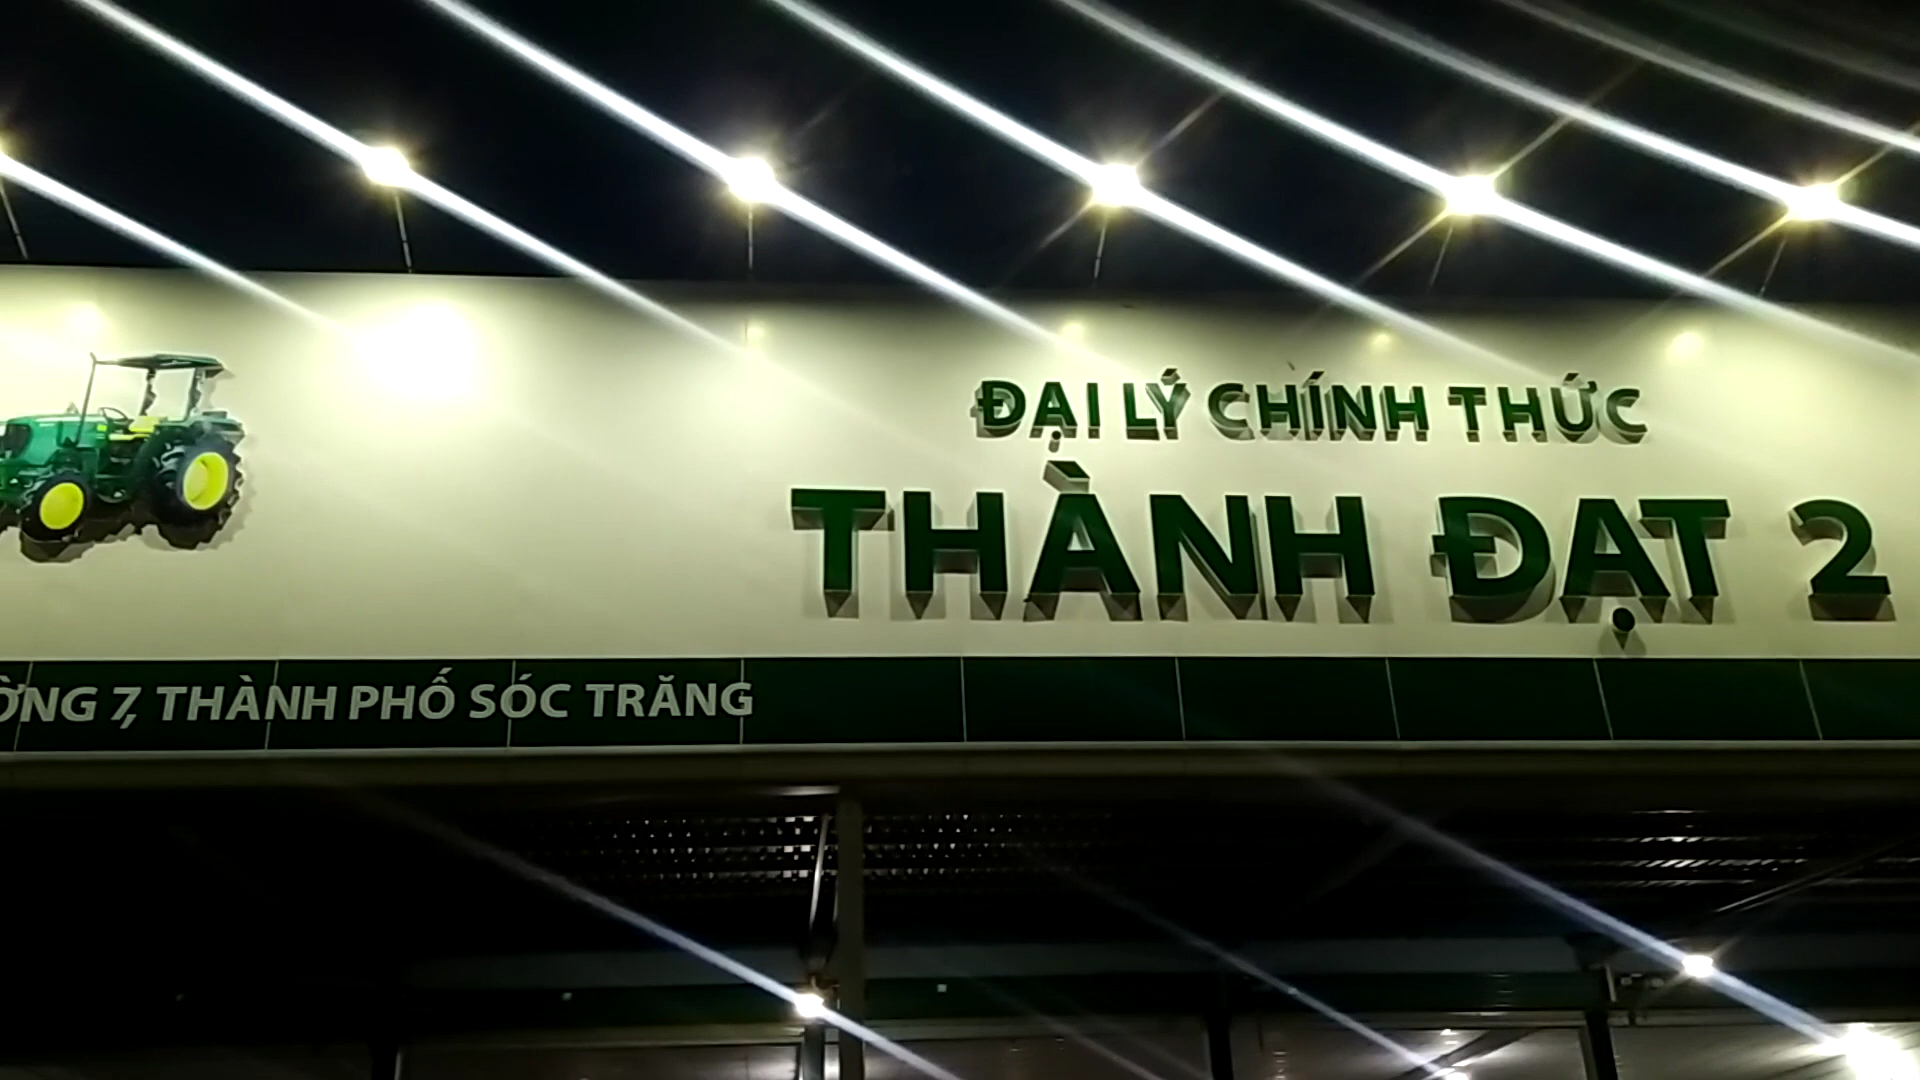 ĐẠI LÝ CHÍNH THỨC
THÀNH ĐẠT 2
7, THÀNH PHỐ SÓC TRĂNG